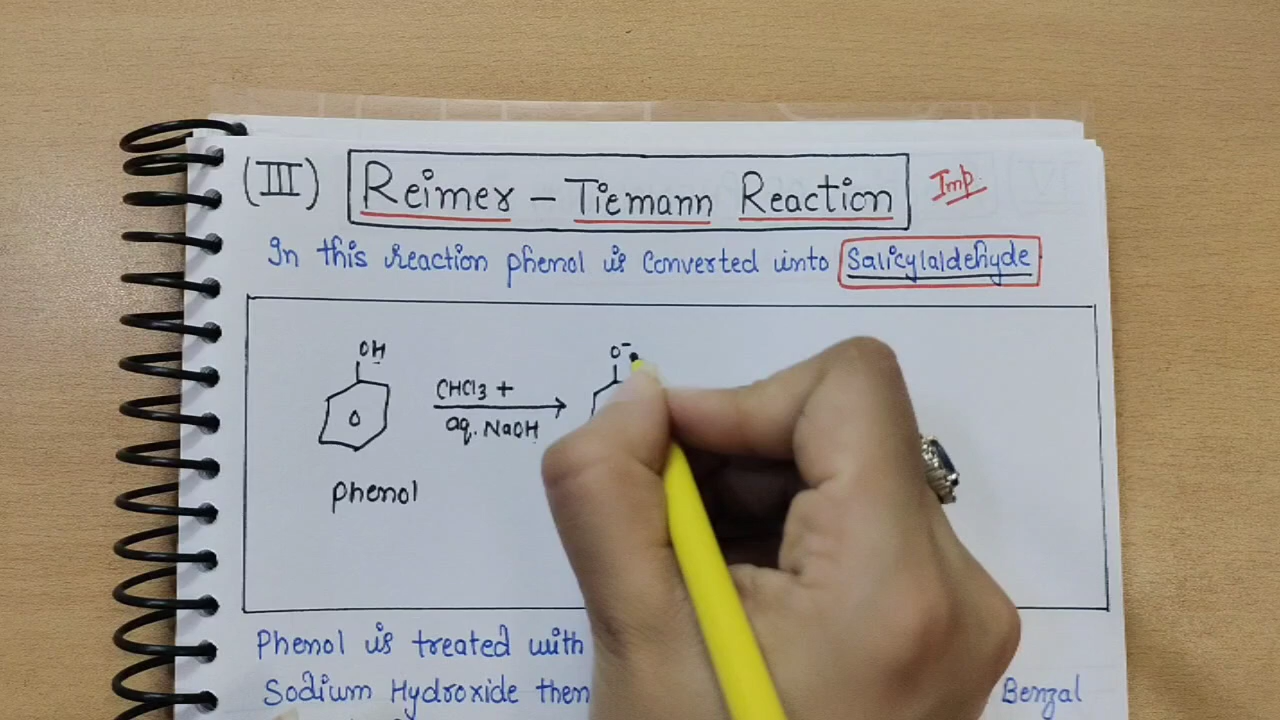 (III) Reimer - Tiemann Reaction Imp.
In this reaction phenol is converted into Salicylaldehyde
OH
CHCl3 +
aq. NaOH
O⁻
phenol
Phenol is treated with
Sodium Hydroxide then Benzal